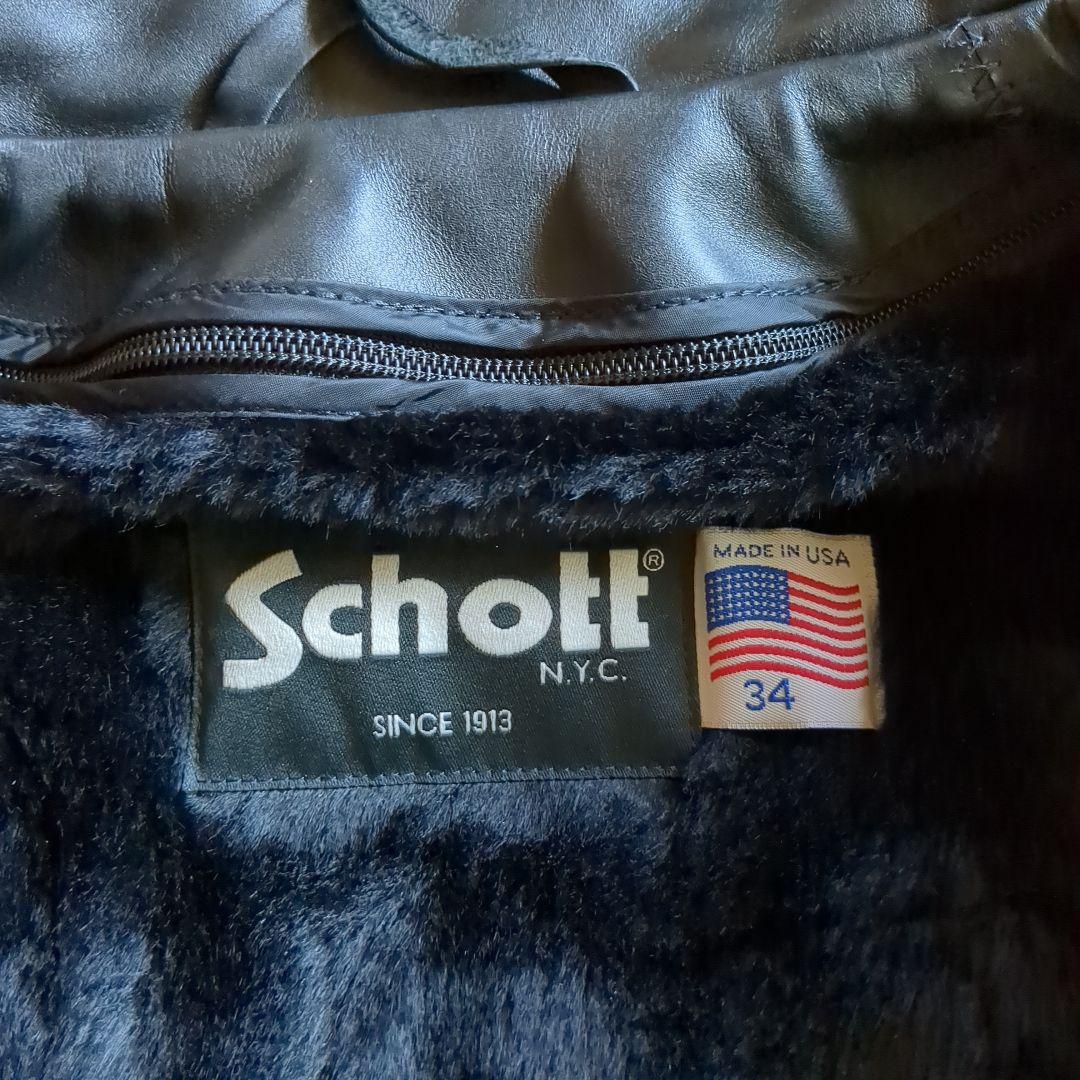 Schott®
N.Y.C.
SINCE 1913
MADE IN USA
34